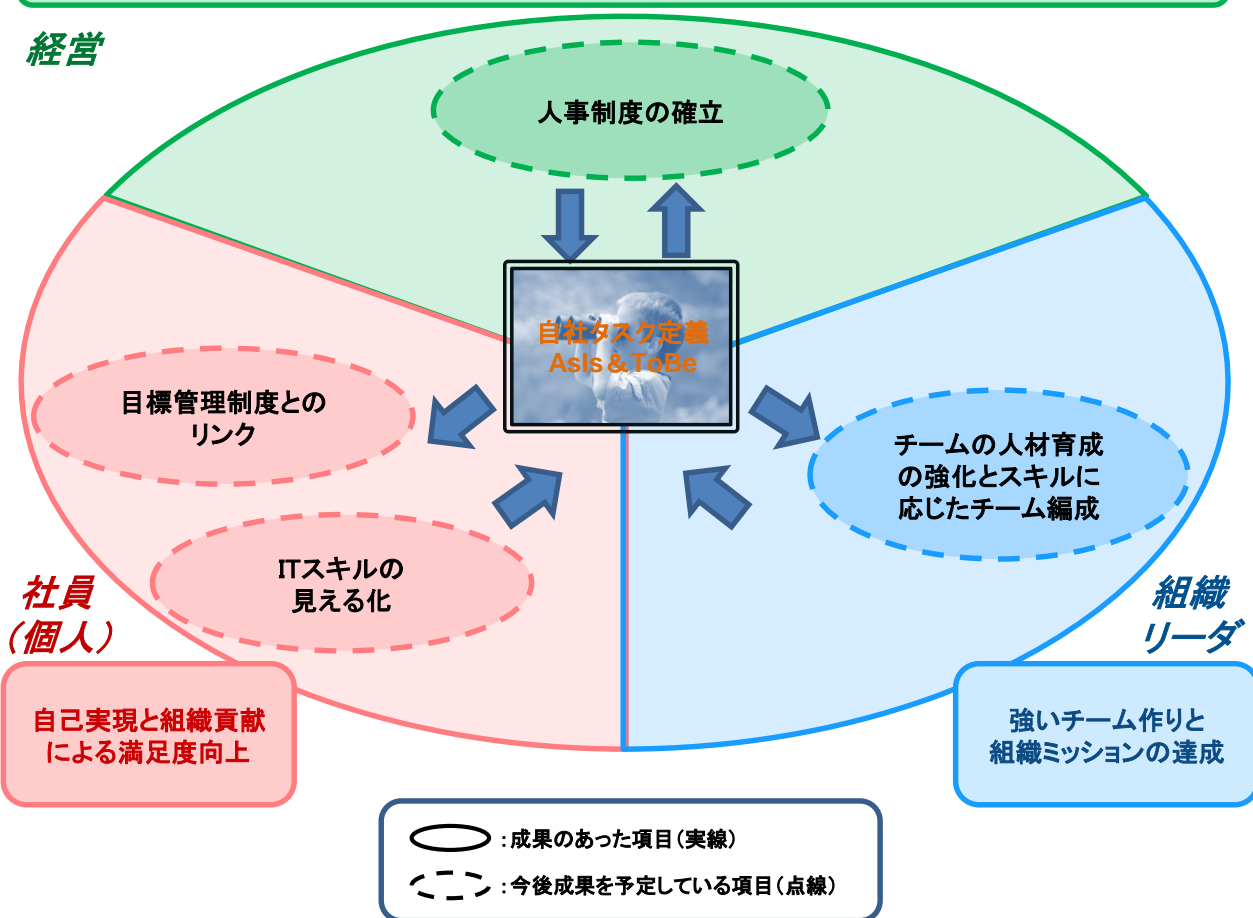 経営
人事制度の確立
自社タスク定義
AsIs＆ToBe
目標管理制度との
リンク
チームの人材育成
の強化とスキルに
応じたチーム編成
ITスキルの
見える化
社員
（個人）
組織
リーダ
自己実現と組織貢献
による満足度向上
強いチーム作りと
組織ミッションの達成
：成果のあった項目（実線）
：今後成果を予定している項目（点線）